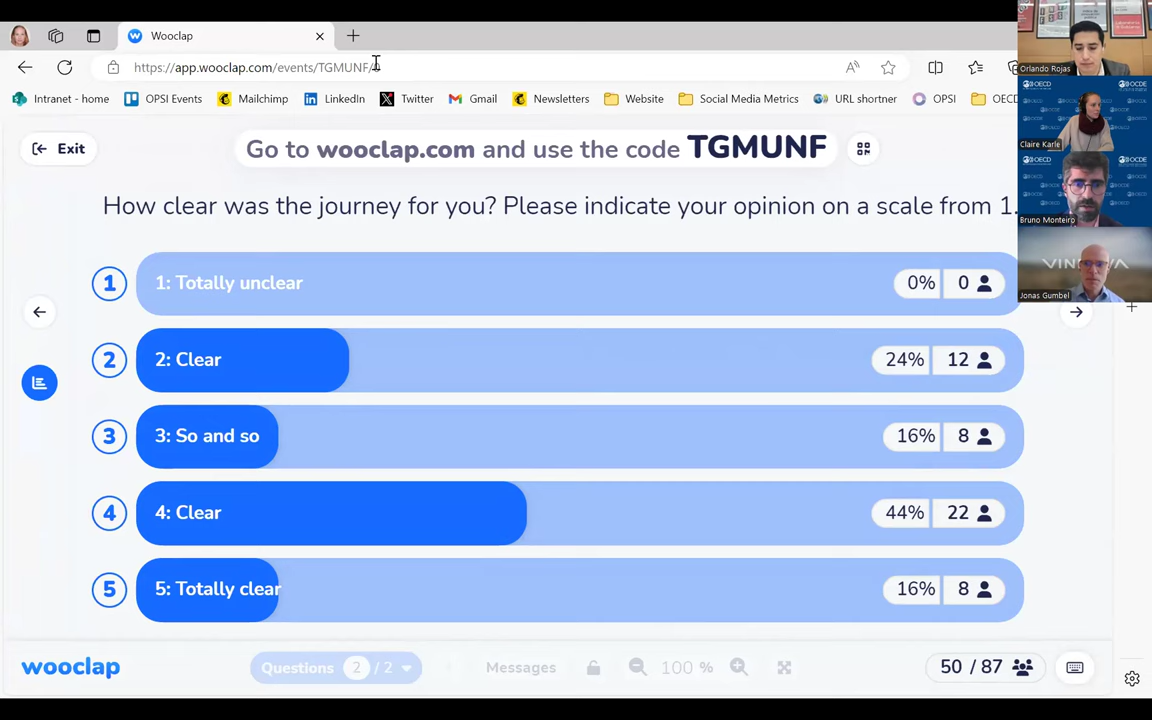 Wooclap
https://app.wooclap.com/events/TGMUNF/
Intranet - home
OPSI Events
Mailchimp
LinkedIn
Twitter
Gmail
Newsletters
Website
Social Media Metrics
URL shortner
OPSI
Orlando Rojas
OECD
OCDE
Claire Karle
Bruno Monteiro
Jonas Gumbel
Exit
Go to wooclap.com and use the code TGMUNF
How clear was the journey for you? Please indicate your opinion on a scale from 1.
1 1: Totally unclear 0% 0
2 2: Clear 24% 12
3 3: So and so 16% 8
4 4: Clear 44% 22
5 5: Totally clear 16% 8
wooclap
Questions 2 / 2
Messages
100 %
50 / 87